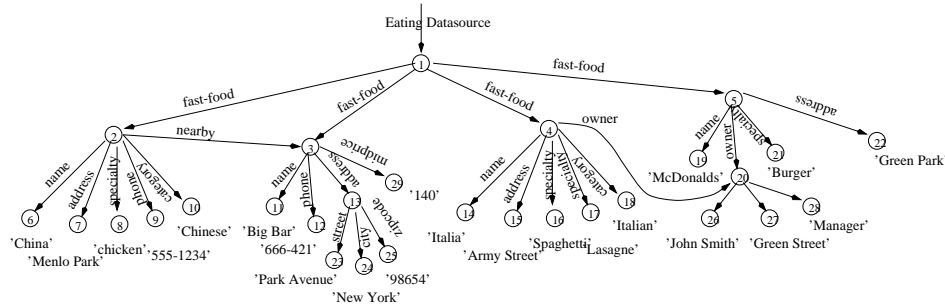 Eating Datasource
1
fast-food
fast-food
fast-food
fast-food
2
nearby
3
4
owner
5
address
name
address
specialty
phone
category
name
phone
address
midprice
name
address
specialty
specialty
category
name
owner
specialty
22
'Green Park'
19
21
'McDonalds'
'Burger'
29
'140'
20
6
7
8
9
10
11
12
13
14
15
16
17
18
26
27
28
'China'
'Menlo Park'
'chicken'
'555-1234'
'Chinese'
'Big Bar'
'666-421'
street
city
zipcode
'Italia'
'Army Street'
'Spaghetti'
'Lasagne'
'Italian'
'John Smith'
'Green Street'
'Manager'
23
24
25
'Park Avenue'
'New York'
'98654'